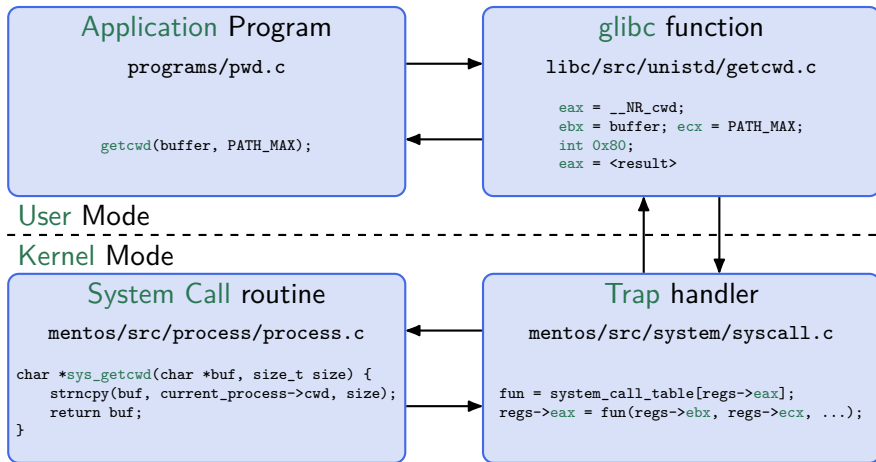 Application Program
programs/pwd.c
getcwd(buffer, PATH_MAX);
glibc function
libc/src/unistd/getcwd.c
eax = __NR_cwd;
ebx = buffer; ecx = PATH_MAX;
int 0x80;
eax = <result>
User Mode
Kernel Mode
System Call routine
mentos/src/process/process.c
char *sys_getcwd(char *buf, size_t size) {
    strncpy(buf, current_process->cwd, size);
    return buf;
}
Trap handler
mentos/src/system/syscall.c
fun = system_call_table[regs->eax];
regs->eax = fun(regs->ebx, regs->ecx, ...);